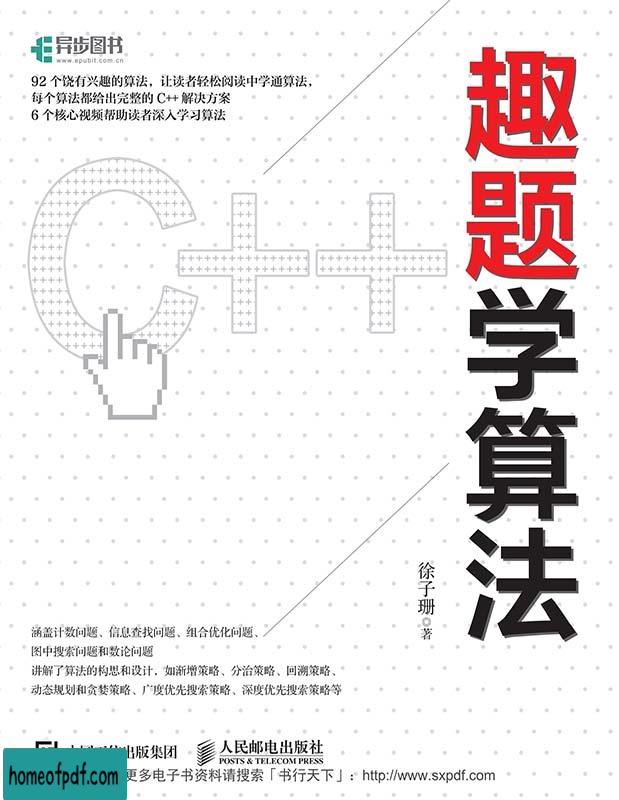 异步图书
www.epubit.com.cn
92 个饶有兴趣的算法，让读者轻松阅读中学通算法，
每个算法都给出完整的 C++ 解决方案
6 个核心视频帮助读者深入学习算法
C++
趣题学算法
徐子珊 著
涵盖计数问题、信息查找问题、组合优化问题、
图中搜索问题和数论问题
讲解了算法的构思和设计，如渐增策略、分治策略、回溯策略、
动态规划和贪婪策略、广度优先搜索策略、深度优先搜索策略等
出版集团
人民邮电出版社
POSTS & TELECOM PRESS
homeofpdf.com
更多电子书资料请搜索「书行天下」：http://www.sxpdf.com